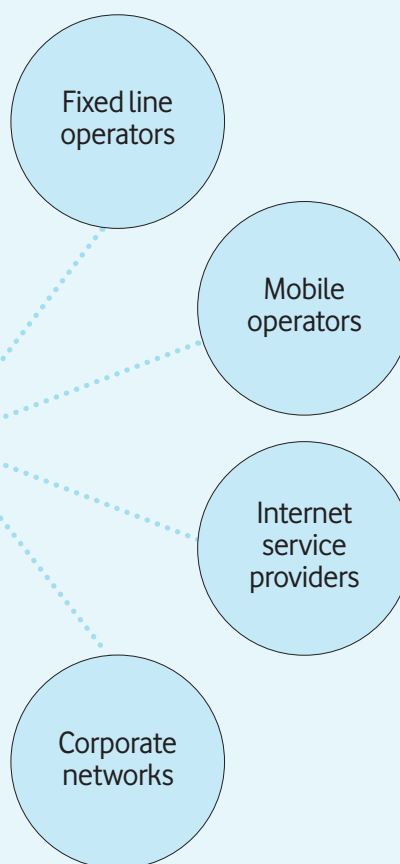 Fixed line
operators
Mobile
operators
Internet
service
providers
Corporate
networks